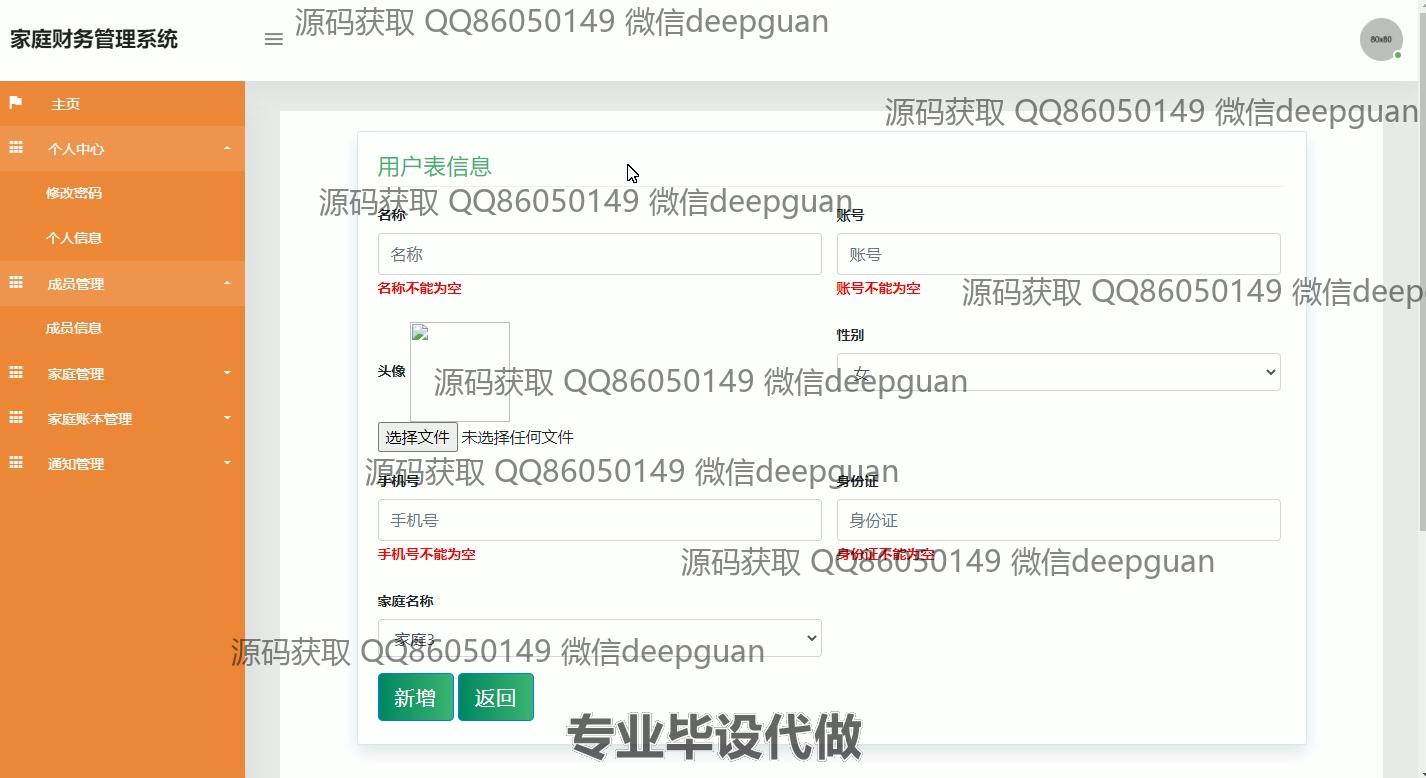 家庭财务管理系统
源码获取 QQ86050149 微信deepguan
80x80
主页
个人中心
修改密码
个人信息
成员管理
成员信息
家庭管理
家庭账本管理
通知管理
源码获取 QQ86050149 微信deepguan
用户表信息
源码获取 QQ86050149 微信deepguan
名称
账号
名称
账号
名称不能为空
账号不能为空
源码获取 QQ86050149 微信deep
性别
头像
女
源码获取 QQ86050149 微信deepguan
选择文件 未选择任何文件
源码获取 QQ86050149 微信deepguan
手机号
身份证
手机号
身份证
手机号不能为空
身份证不能为空
源码获取 QQ86050149 微信deepguan
家庭名称
家庭3
源码获取 QQ86050149 微信deepguan
新增
返回
专业毕设代做